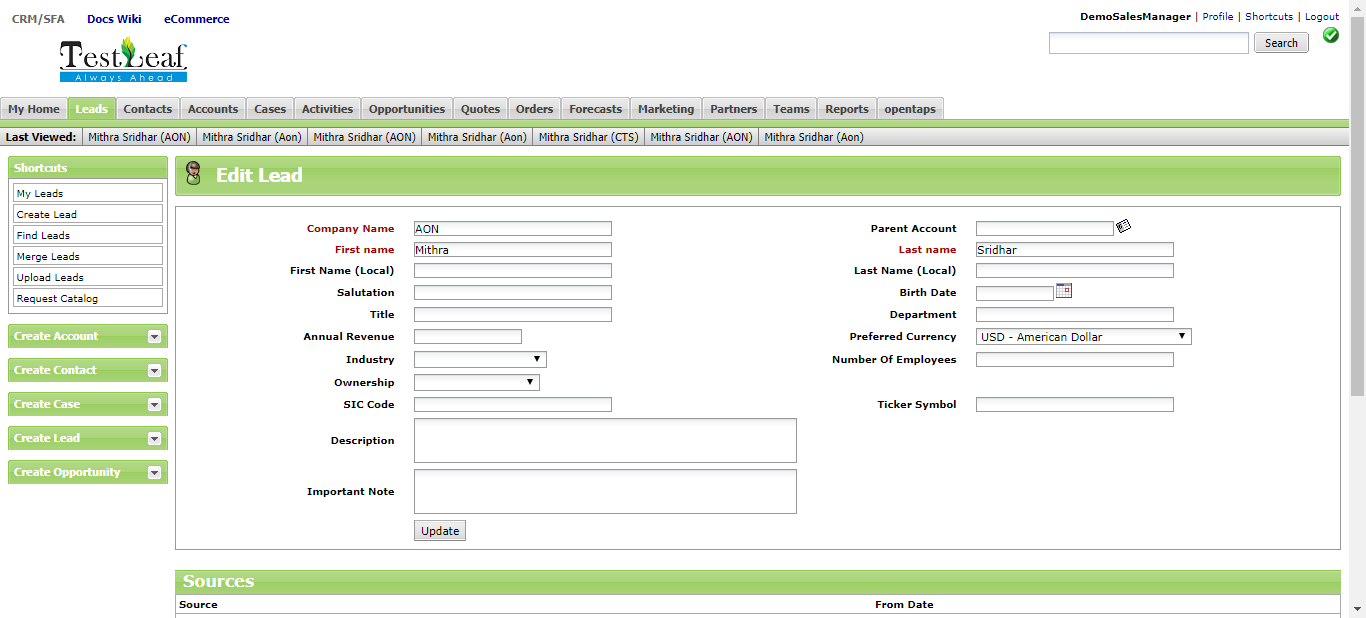 CRM/SFA Docs Wiki eCommerce
DemoSalesManager | Profile | Shortcuts | Logout
Search
TestLeaf
Always Ahead
My Home Leads Contacts Accounts Cases Activities Opportunities Quotes Orders Forecasts Marketing Partners Teams Reports opentaps
Last Viewed: Mithra Sridhar (AON) Mithra Sridhar (Aon) Mithra Sridhar (AON) Mithra Sridhar (Aon) Mithra Sridhar (CTS) Mithra Sridhar (AON) Mithra Sridhar (Aon)
Shortcuts
My Leads
Create Lead
Find Leads
Merge Leads
Upload Leads
Request Catalog
Create Account
Create Contact
Create Case
Create Lead
Create Opportunity
Edit Lead
Company Name AON Parent Account
First name Mithra Last name Sridhar
First Name (Local) Last Name (Local)
Salutation Birth Date
Title Department
Annual Revenue Preferred Currency USD - American Dollar
Industry Number Of Employees
Ownership
SIC Code Ticker Symbol
Description
Important Note
Update
Sources
Source From Date